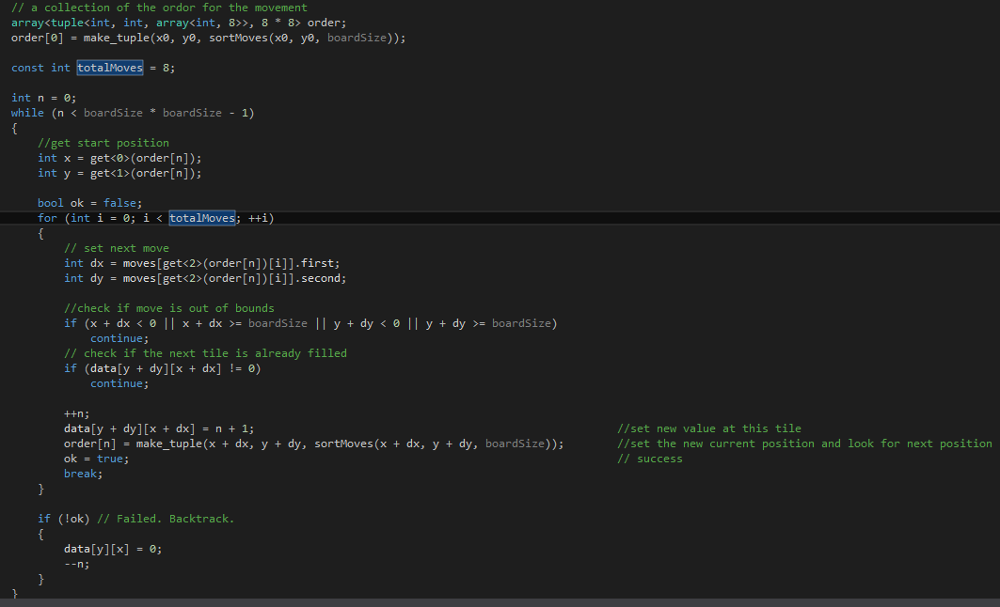 // a collection of the ordor for the movement
array<tuple<int, int, array<int, 8>>, 8 * 8> order;
order[0] = make_tuple(x0, y0, sortMoves(x0, y0, boardSize));
const int totalMoves = 8;
int n = 0;
while (n < boardSize * boardSize - 1)
{
//get start position
int x = get<0>(order[n]);
int y = get<1>(order[n]);
bool ok = false;
for (int i = 0; i < totalMoves; ++i)
{
// set next move
int dx = moves[get<2>(order[n])[i]].first;
int dy = moves[get<2>(order[n])[i]].second;
//check if move is out of bounds
if (x + dx < 0 || x + dx >= boardSize || y + dy < 0 || y + dy >= boardSize)
continue;
// check if the next tile is already filled
if (data[y + dy][x + dx] != 0)
continue;
++n;
data[y + dy][x + dx] = n + 1; //set new value at this tile
order[n] = make_tuple(x + dx, y + dy, sortMoves(x + dx, y + dy, boardSize)); //set the new current position and look for next position
ok = true; // success
break;
}
if (!ok) // Failed. Backtrack.
{
data[y][x] = 0;
--n;
}
}